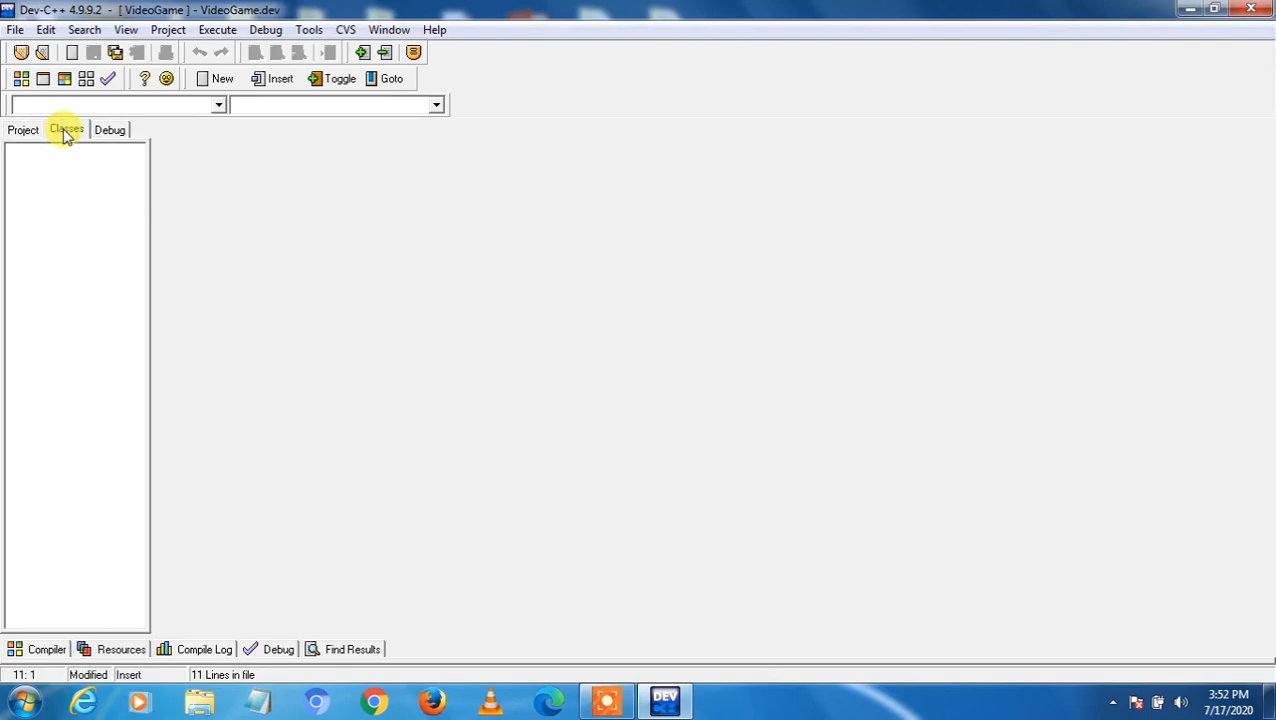 Dev-C++ 4.9.9.2 - [ VideoGame ] - VideoGame.dev
File Edit Search View Project Execute Debug Tools CVS Window Help
New Insert Toggle Goto
Project Classes Debug
Compiler Resources Compile Log Debug Find Results
11: 1 Modified Insert 11 Lines in file
DEV
3:52 PM
7/17/2020